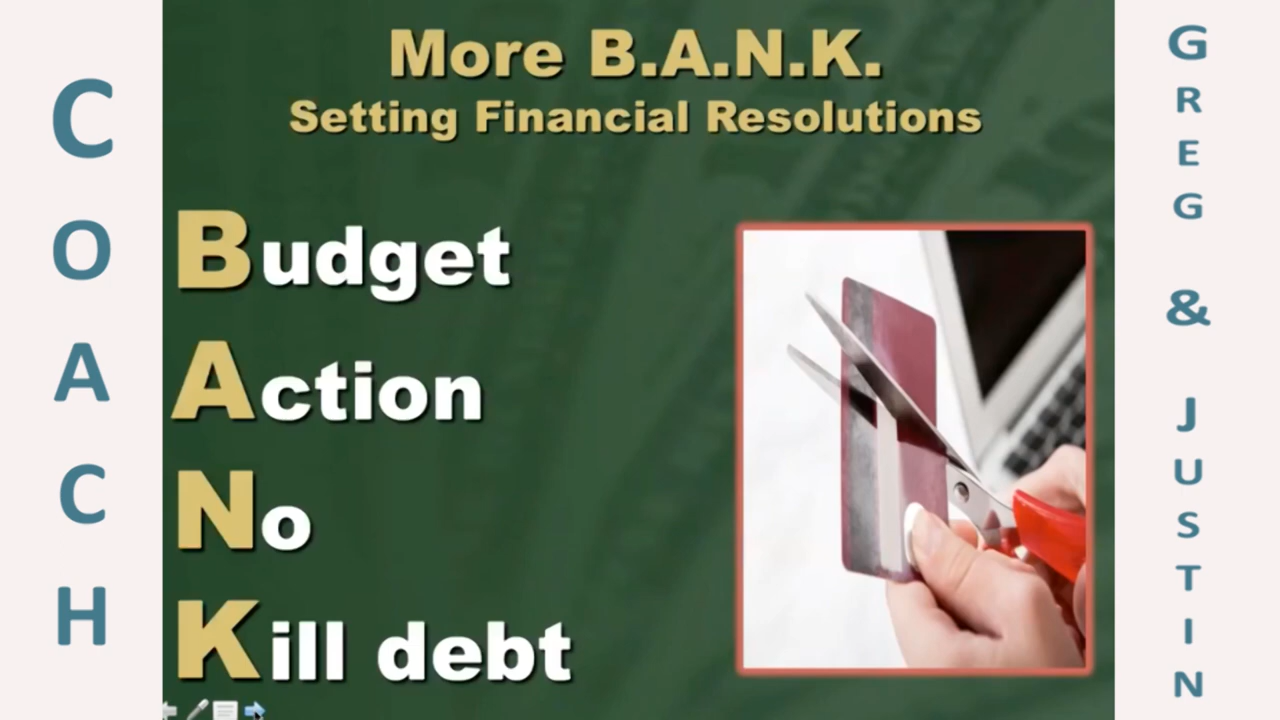 COACH
More B.A.N.K.
Setting Financial Resolutions
Budget
Action
No
Kill debt
GREG
&
JUSTIN